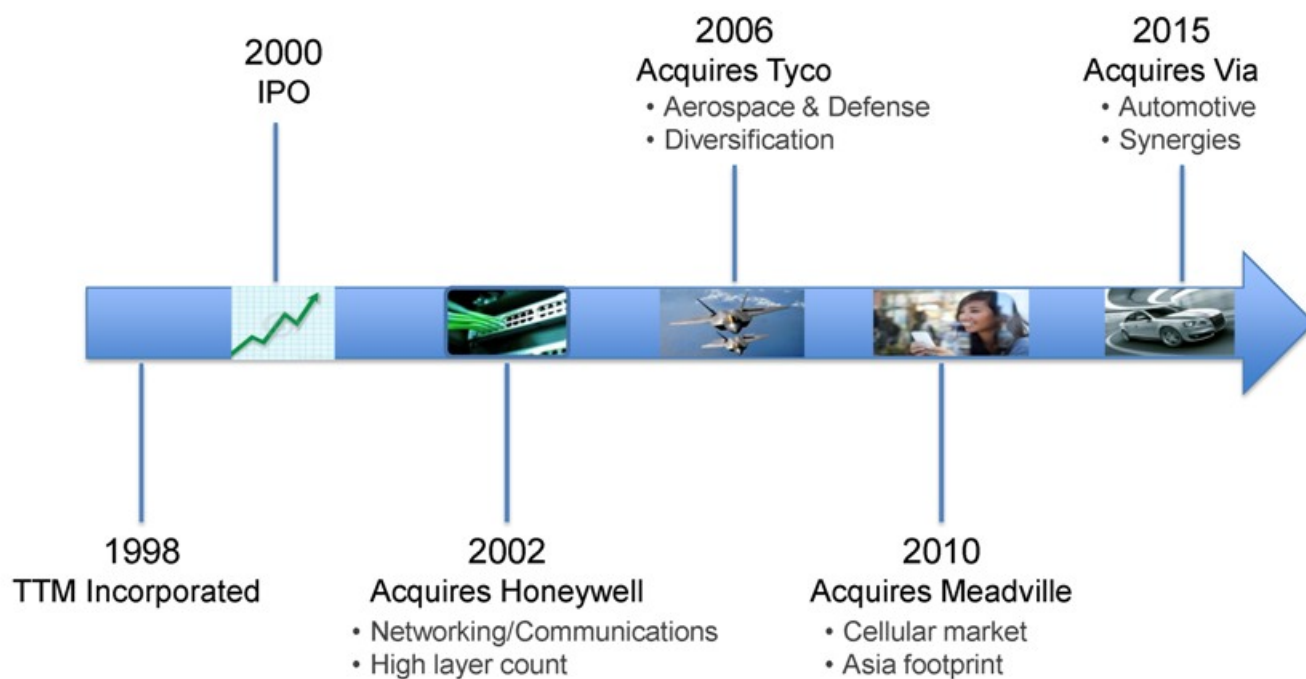 2000
IPO
2006
Acquires Tyco
• Aerospace & Defense
• Diversification
2015
Acquires Via
• Automotive
• Synergies
1998
TTM Incorporated
2002
Acquires Honeywell
• Networking/Communications
• High layer count
2010
Acquires Meadville
• Cellular market
• Asia footprint